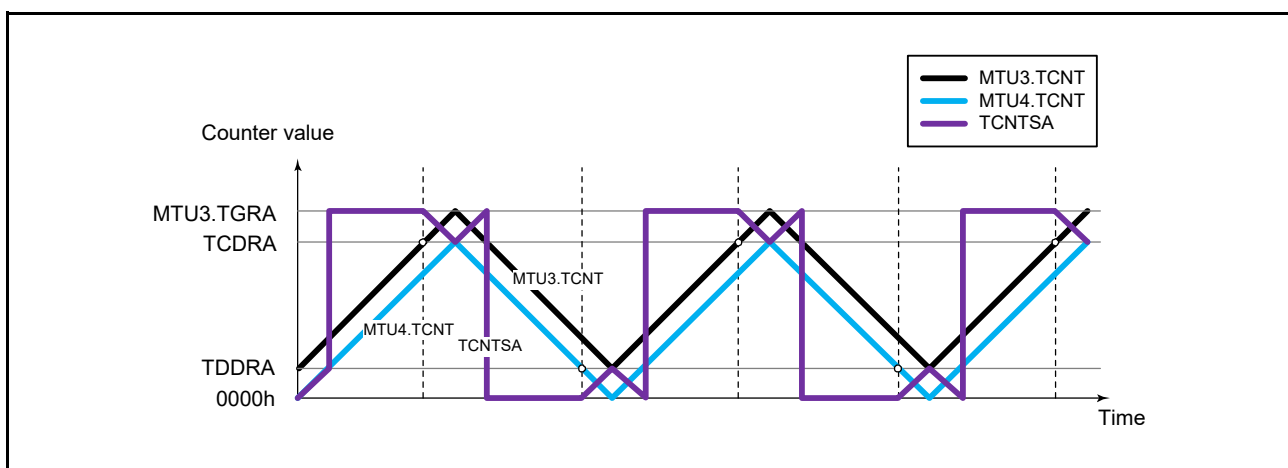 MTU3.TCNT
MTU4.TCNT
TCNTSA
Counter value
MTU3.TGRA
TCDRA
MTU3.TCNT
MTU4.TCNT
TCNTSA
TDDRA
0000h
Time